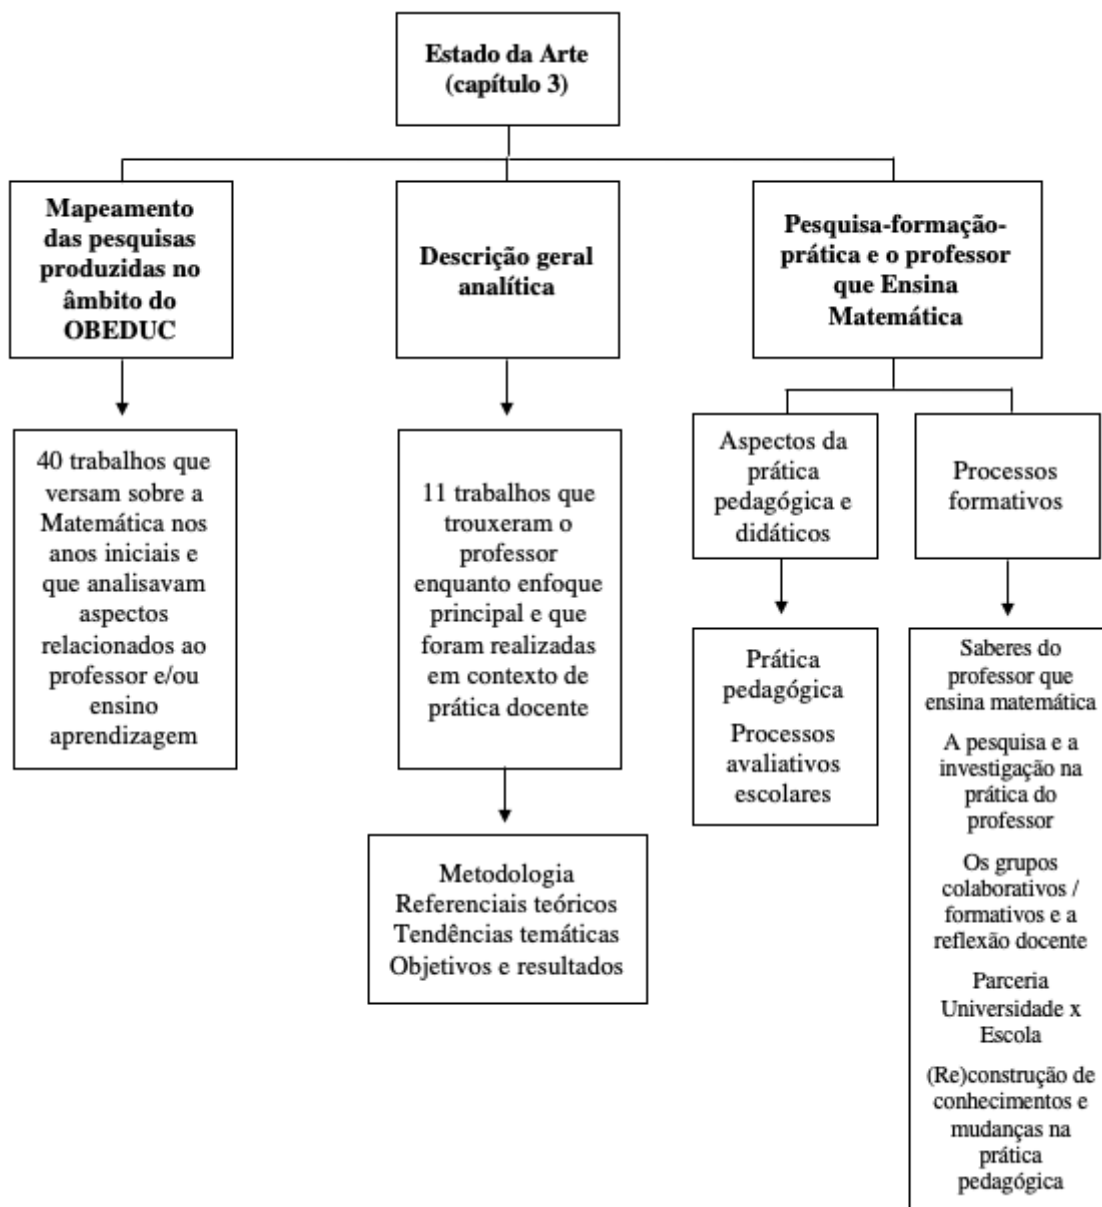 Estado da Arte
(capítulo 3)
Mapeamento
das pesquisas
produzidas no
âmbito do
OBEDUC
Descrição geral
analítica
Pesquisa-formação-
prática e o professor
que Ensina
Matemática
40 trabalhos que
versam sobre a
Matemática nos
anos iniciais e
que analisavam
aspectos
relacionados ao
professor e/ou
ensino
aprendizagem
11 trabalhos que
trouxeram o
professor
enquanto enfoque
principal e que
foram realizadas
em contexto de
prática docente
Metodologia
Referenciais teóricos
Tendências temáticas
Objetivos e resultados
Aspectos da
prática
pedagógica e
didáticos
Prática
pedagógica
Processos
avaliativos
escolares
Processos
formativos
Saberes do
professor que
ensina matemática
A pesquisa e a
investigação na
prática do
professor
Os grupos
colaborativos /
formativos e a
reflexão docente
Parceria
Universidade x
Escola
(Re)construção de
conhecimentos e
mudanças na
prática
pedagógica